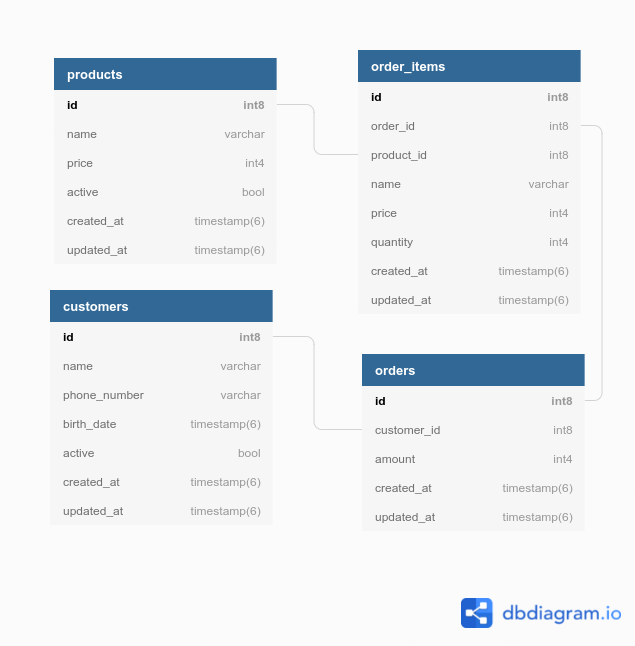 products
id int8
name varchar
price int4
active bool
created_at timestamp(6)
updated_at timestamp(6)
order_items
id int8
order_id int8
product_id int8
name varchar
price int4
quantity int4
created_at timestamp(6)
updated_at timestamp(6)
customers
id int8
name varchar
phone_number varchar
birth_date timestamp(6)
active bool
created_at timestamp(6)
updated_at timestamp(6)
orders
id int8
customer_id int8
amount int4
created_at timestamp(6)
updated_at timestamp(6)
dbdiagram.io